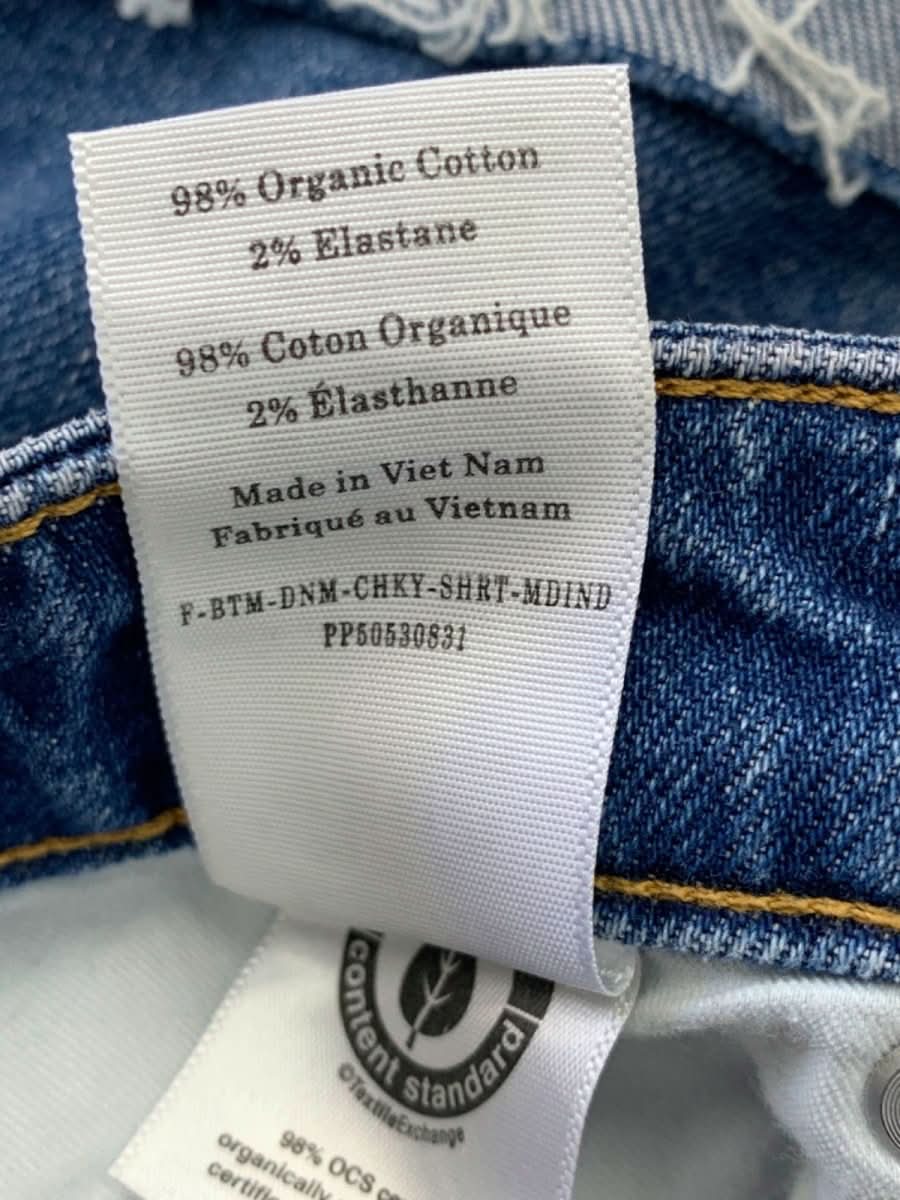 98% Organic Cotton
2% Elastane
98% Coton Organique
2% Élasthanne
Made in Viet Nam
Fabriqué au Vietnam
F-BTM-DNM-CHKY-SHRT-MDIND
PP50530831
content standard
©TextileExchange
98% OCS
organically